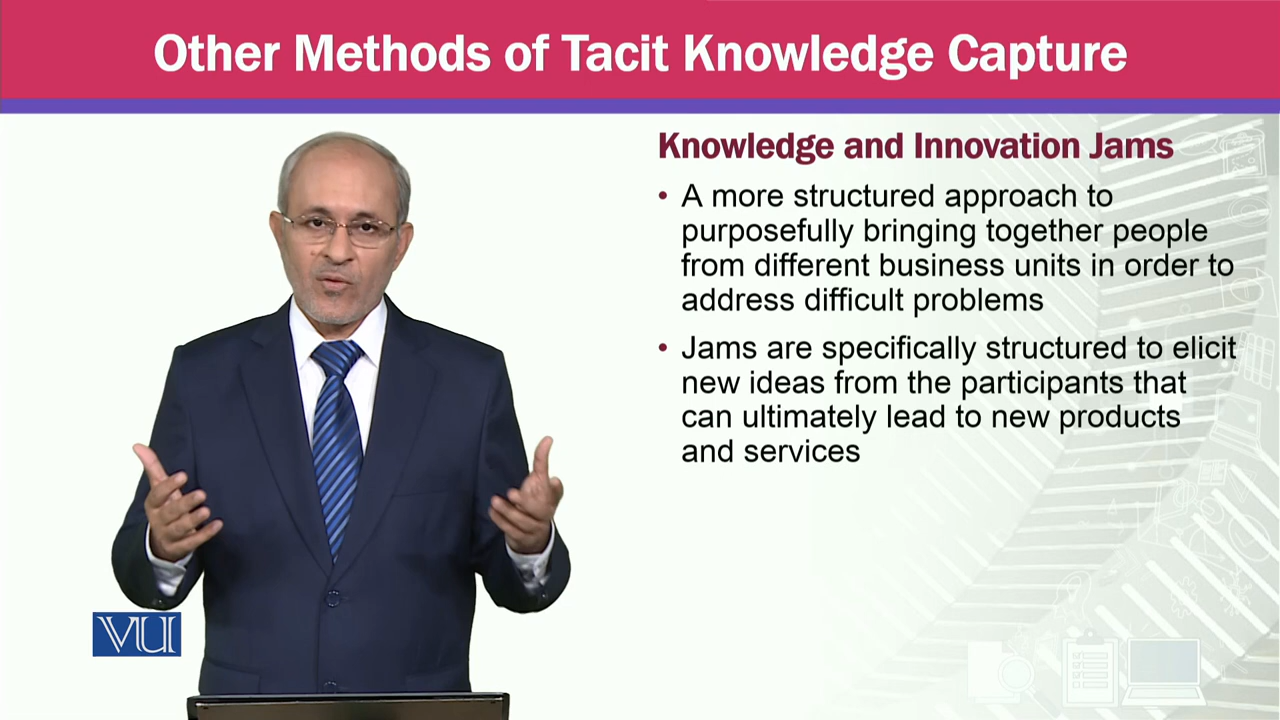 Other Methods of Tacit Knowledge Capture
Knowledge and Innovation Jams
• A more structured approach to
purposefully bringing together people
from different business units in order to
address difficult problems
• Jams are specifically structured to elicit
new ideas from the participants that
can ultimately lead to new products
and services
VU